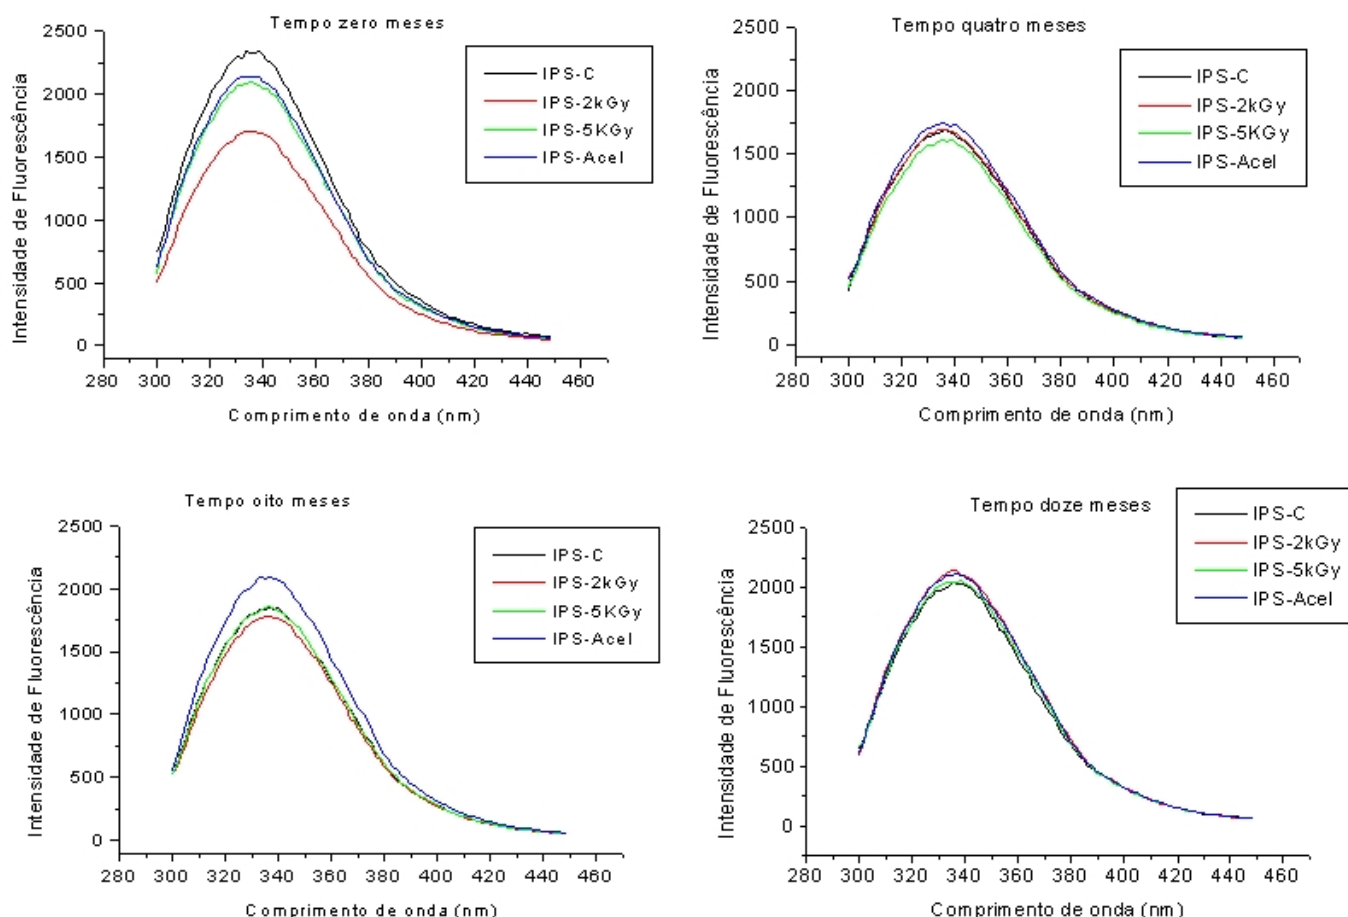 Tempo zero meses
2500
2000
1500
1000
500
0
Intensidade de Fluorescência
280 300 320 340 360 380 400 420 440 460
Comprimento de onda (nm)
IPS-C
IPS-2kGy
IPS-5KGy
IPS-Acel
Tempo quatro meses
2500
2000
1500
1000
500
0
Intensidade de Fluorescência
280 300 320 340 360 380 400 420 440 460
Comprimento de onda (nm)
IPS-C
IPS-2kGy
IPS-5KGy
IPS-Acel
Tempo oito meses
2500
2000
1500
1000
500
0
Intensidade de Fluorescência
280 300 320 340 360 380 400 420 440 460
Comprimento de onda (nm)
IPS-C
IPS-2kGy
IPS-5KGy
IPS-Acel
Tempo doze meses
2500
2000
1500
1000
500
0
Intensidade de Fluorescência
280 300 320 340 360 380 400 420 440 460
Comprimento de onda (nm)
IPS-C
IPS-2kGy
IPS-5kGy
IPS-Acel